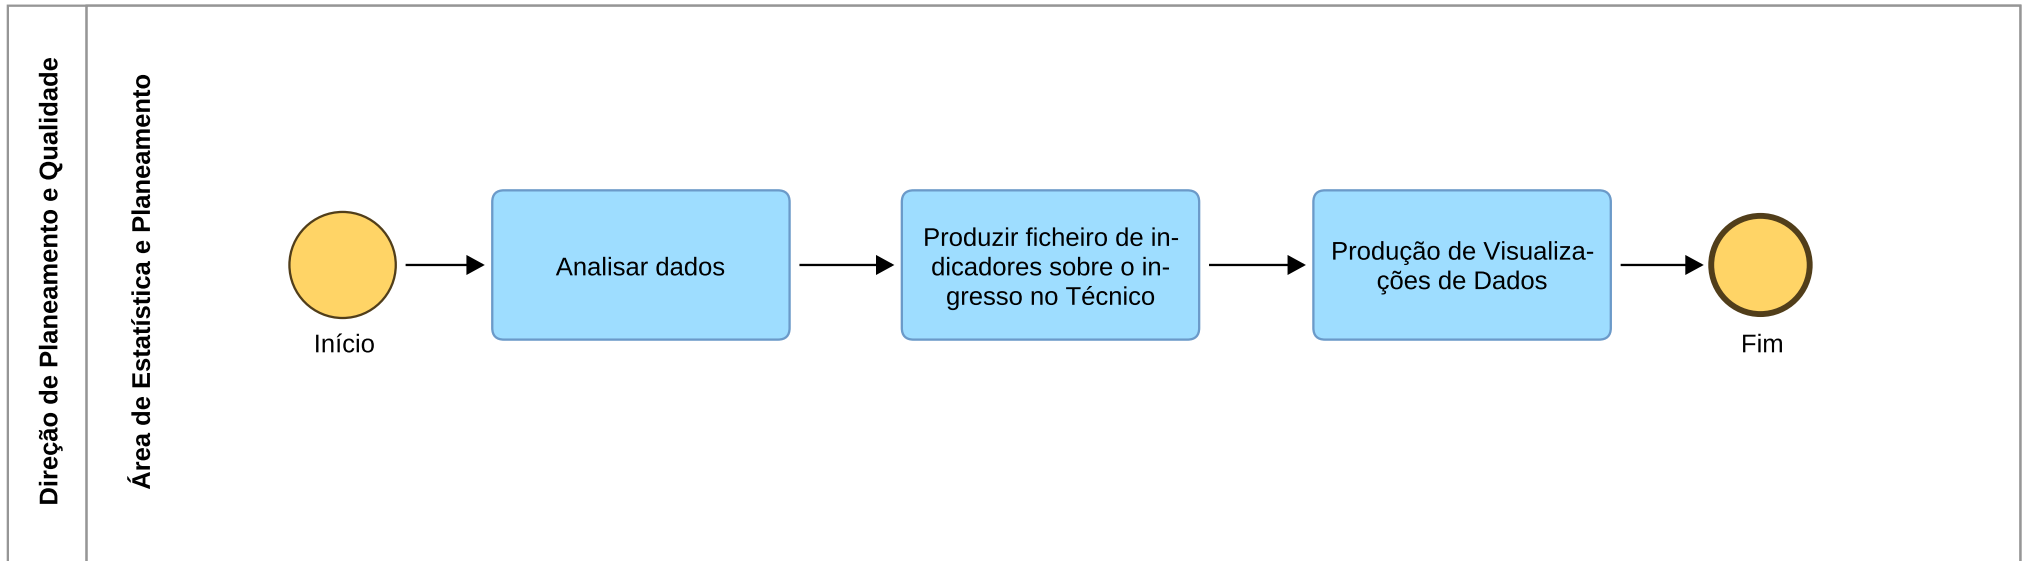 Direção de Planeamento e Qualidade
Área de Estatística e Planeamento
Início
Analisar dados
Produzir ficheiro de in-
dicadores sobre o in-
gresso no Técnico
Produção de Visualiza-
ções de Dados
Fim